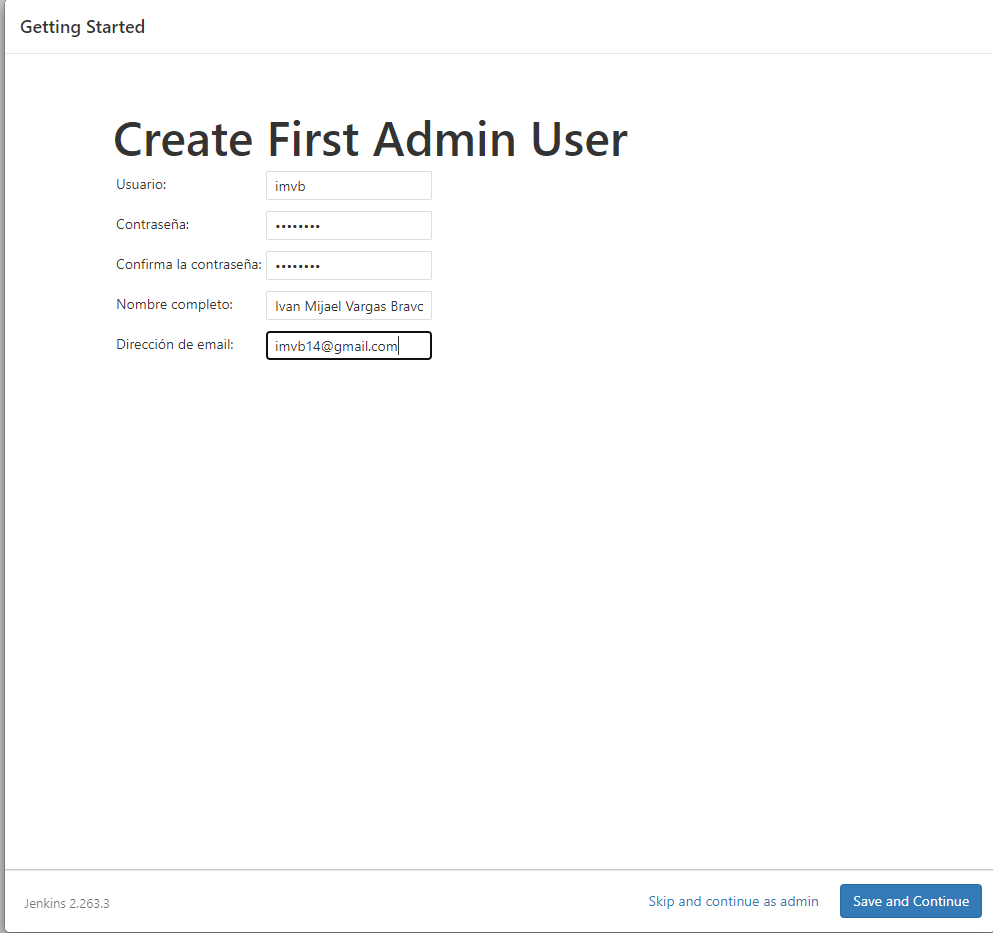 Getting Started
Create First Admin User
Usuario: imvb
Contraseña: ••••••••
Confirma la contraseña: ••••••••
Nombre completo: Ivan Mijael Vargas Bravo
Dirección de email: imvb14@gmail.com
Jenkins 2.263.3 Skip and continue as admin Save and Continue